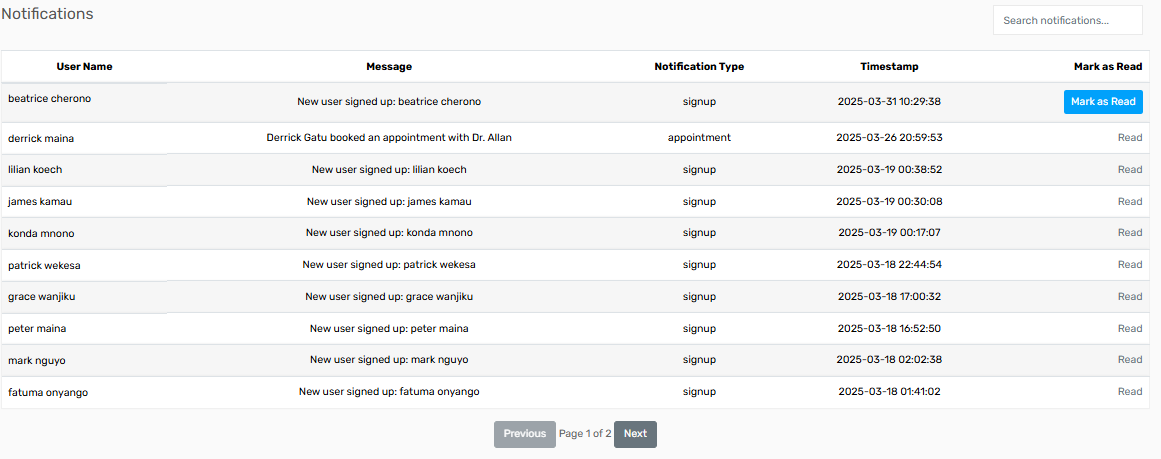 Notifications
Search notifications...
User Name Message Notification Type Timestamp Mark as Read
beatrice cherono New user signed up: beatrice cherono signup 2025-03-31 10:29:38 Mark as Read
derrick maina Derrick Gatu booked an appointment with Dr. Allan appointment 2025-03-26 20:59:53 Read
lilian koech New user signed up: lilian koech signup 2025-03-19 00:38:52 Read
james kamau New user signed up: james kamau signup 2025-03-19 00:30:08 Read
konda mnono New user signed up: konda mnono signup 2025-03-19 00:17:07 Read
patrick wekesa New user signed up: patrick wekesa signup 2025-03-18 22:44:54 Read
grace wanjiku New user signed up: grace wanjiku signup 2025-03-18 17:00:32 Read
peter maina New user signed up: peter maina signup 2025-03-18 16:52:50 Read
mark nguyo New user signed up: mark nguyo signup 2025-03-18 02:02:38 Read
fatuma onyango New user signed up: fatuma onyango signup 2025-03-18 01:41:02 Read
Previous Page 1 of 2 Next